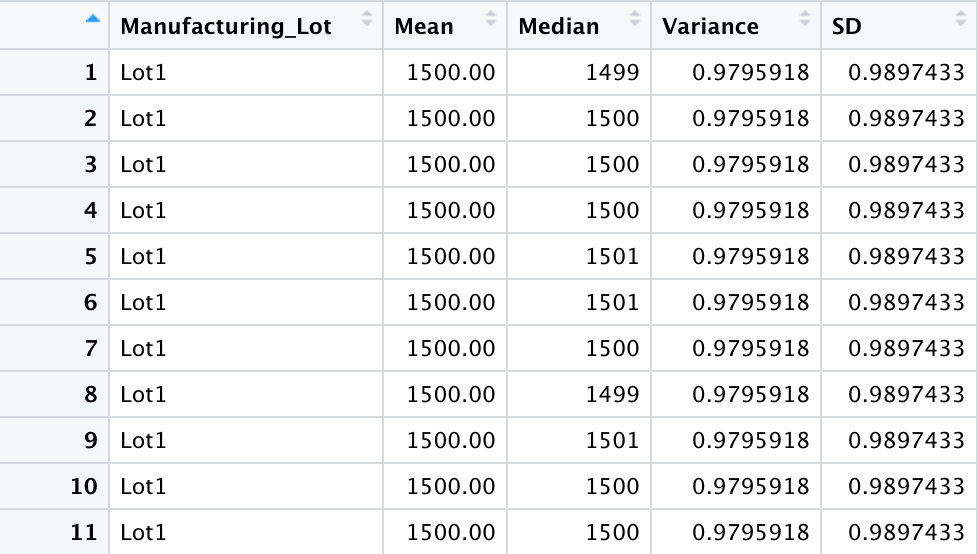 Manufacturing_Lot Mean Median Variance SD
1 Lot1 1500.00 1499 0.9795918 0.9897433
2 Lot1 1500.00 1500 0.9795918 0.9897433
3 Lot1 1500.00 1500 0.9795918 0.9897433
4 Lot1 1500.00 1500 0.9795918 0.9897433
5 Lot1 1500.00 1501 0.9795918 0.9897433
6 Lot1 1500.00 1501 0.9795918 0.9897433
7 Lot1 1500.00 1500 0.9795918 0.9897433
8 Lot1 1500.00 1499 0.9795918 0.9897433
9 Lot1 1500.00 1501 0.9795918 0.9897433
10 Lot1 1500.00 1500 0.9795918 0.9897433
11 Lot1 1500.00 1500 0.9795918 0.9897433